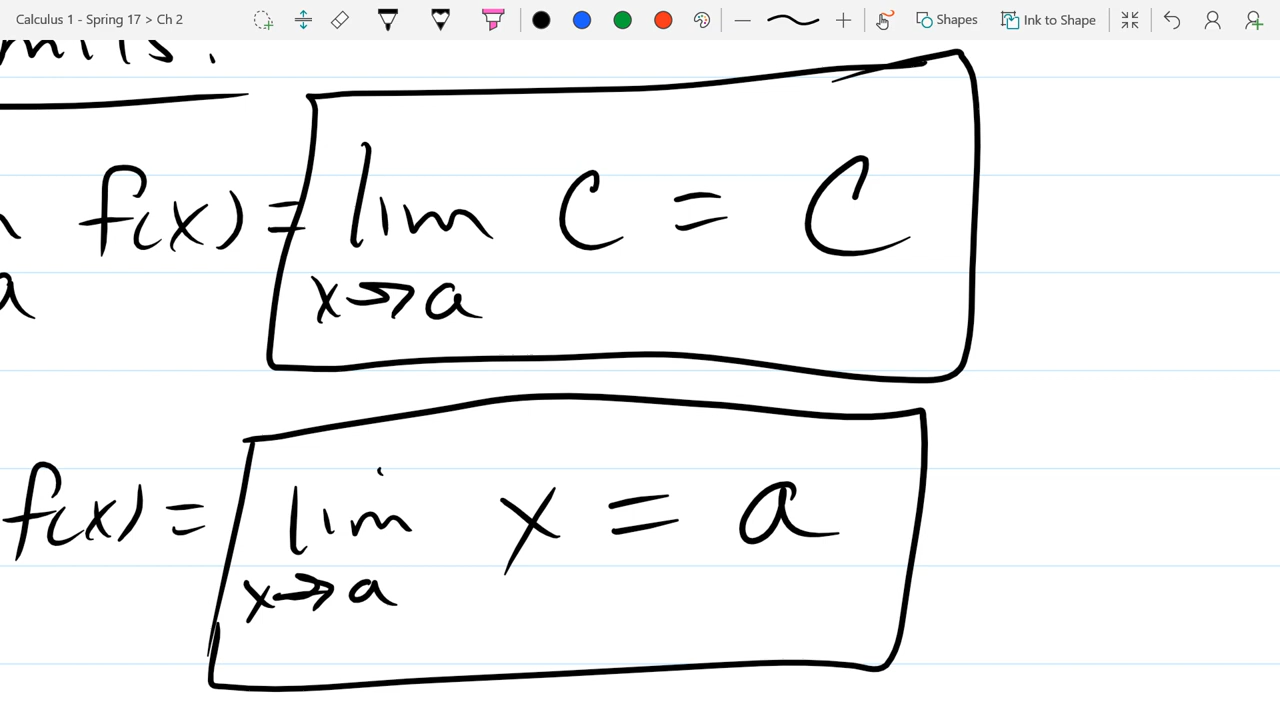 Calculus 1 - Spring 17 > Ch 2
Shapes
Ink to Shape
f(x) = lim C = C
x→a
f(x) = lim x = a
x→a